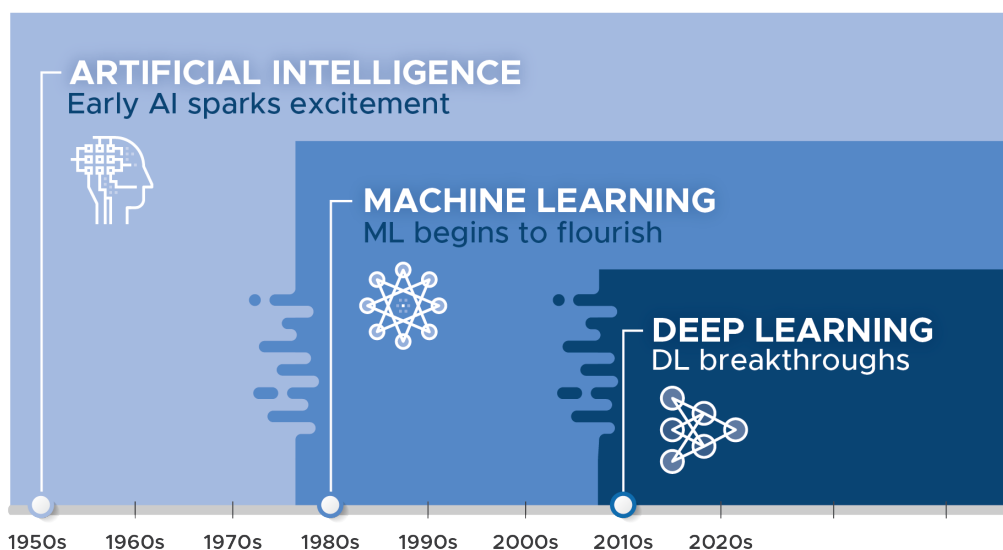 ARTIFICIAL INTELLIGENCE
Early AI sparks excitement
MACHINE LEARNING
ML begins to flourish
DEEP LEARNING
DL breakthroughs
1950s 1960s 1970s 1980s 1990s 2000s 2010s 2020s